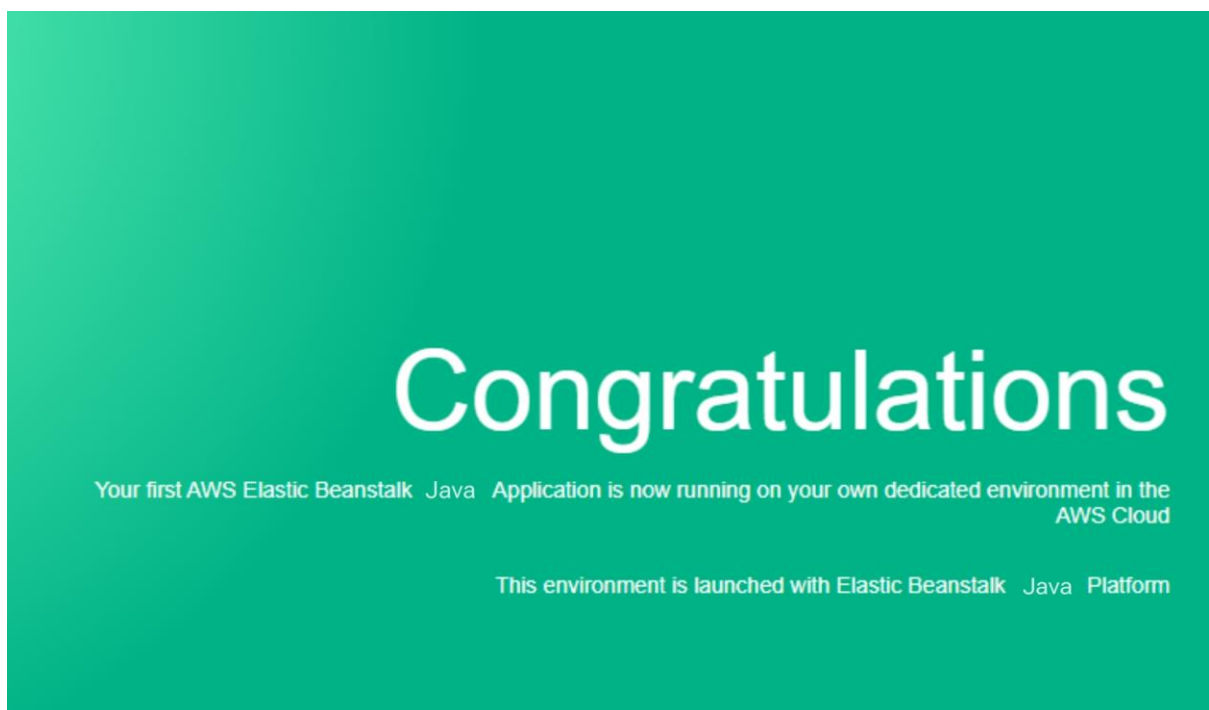 Congratulations
Your first AWS Elastic Beanstalk Java Application is now running on your own dedicated environment in the
AWS Cloud
This environment is launched with Elastic Beanstalk Java Platform